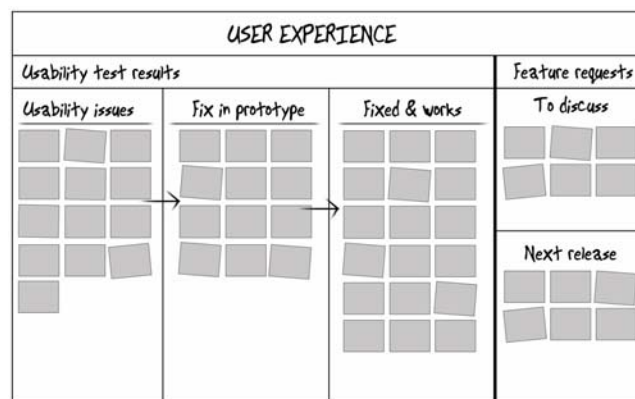 USER EXPERIENCE
Usability test results
Feature requests
Usability issues
Fix in prototype
Fixed & works
To discuss
Next release